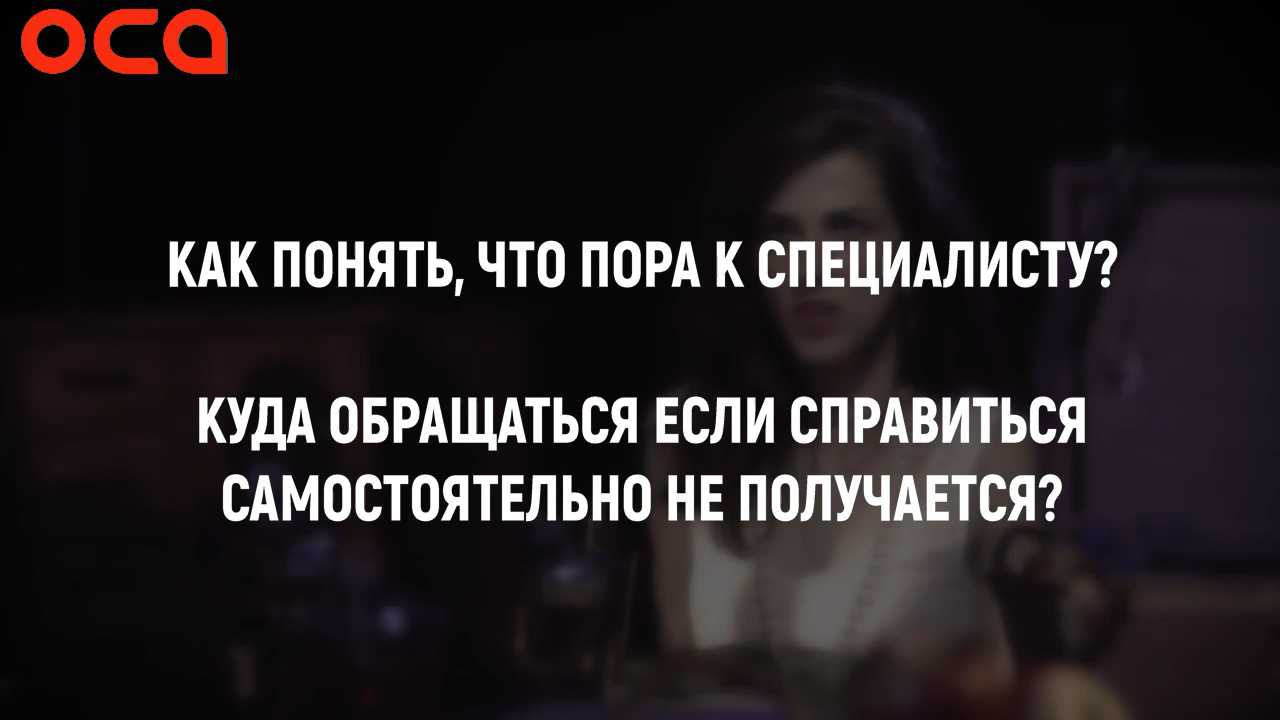 оса
КАК ПОНЯТЬ, ЧТО ПОРА К СПЕЦИАЛИСТУ?
КУДА ОБРАЩАТЬСЯ ЕСЛИ СПРАВИТЬСЯ
САМОСТОЯТЕЛЬНО НЕ ПОЛУЧАЕТСЯ?